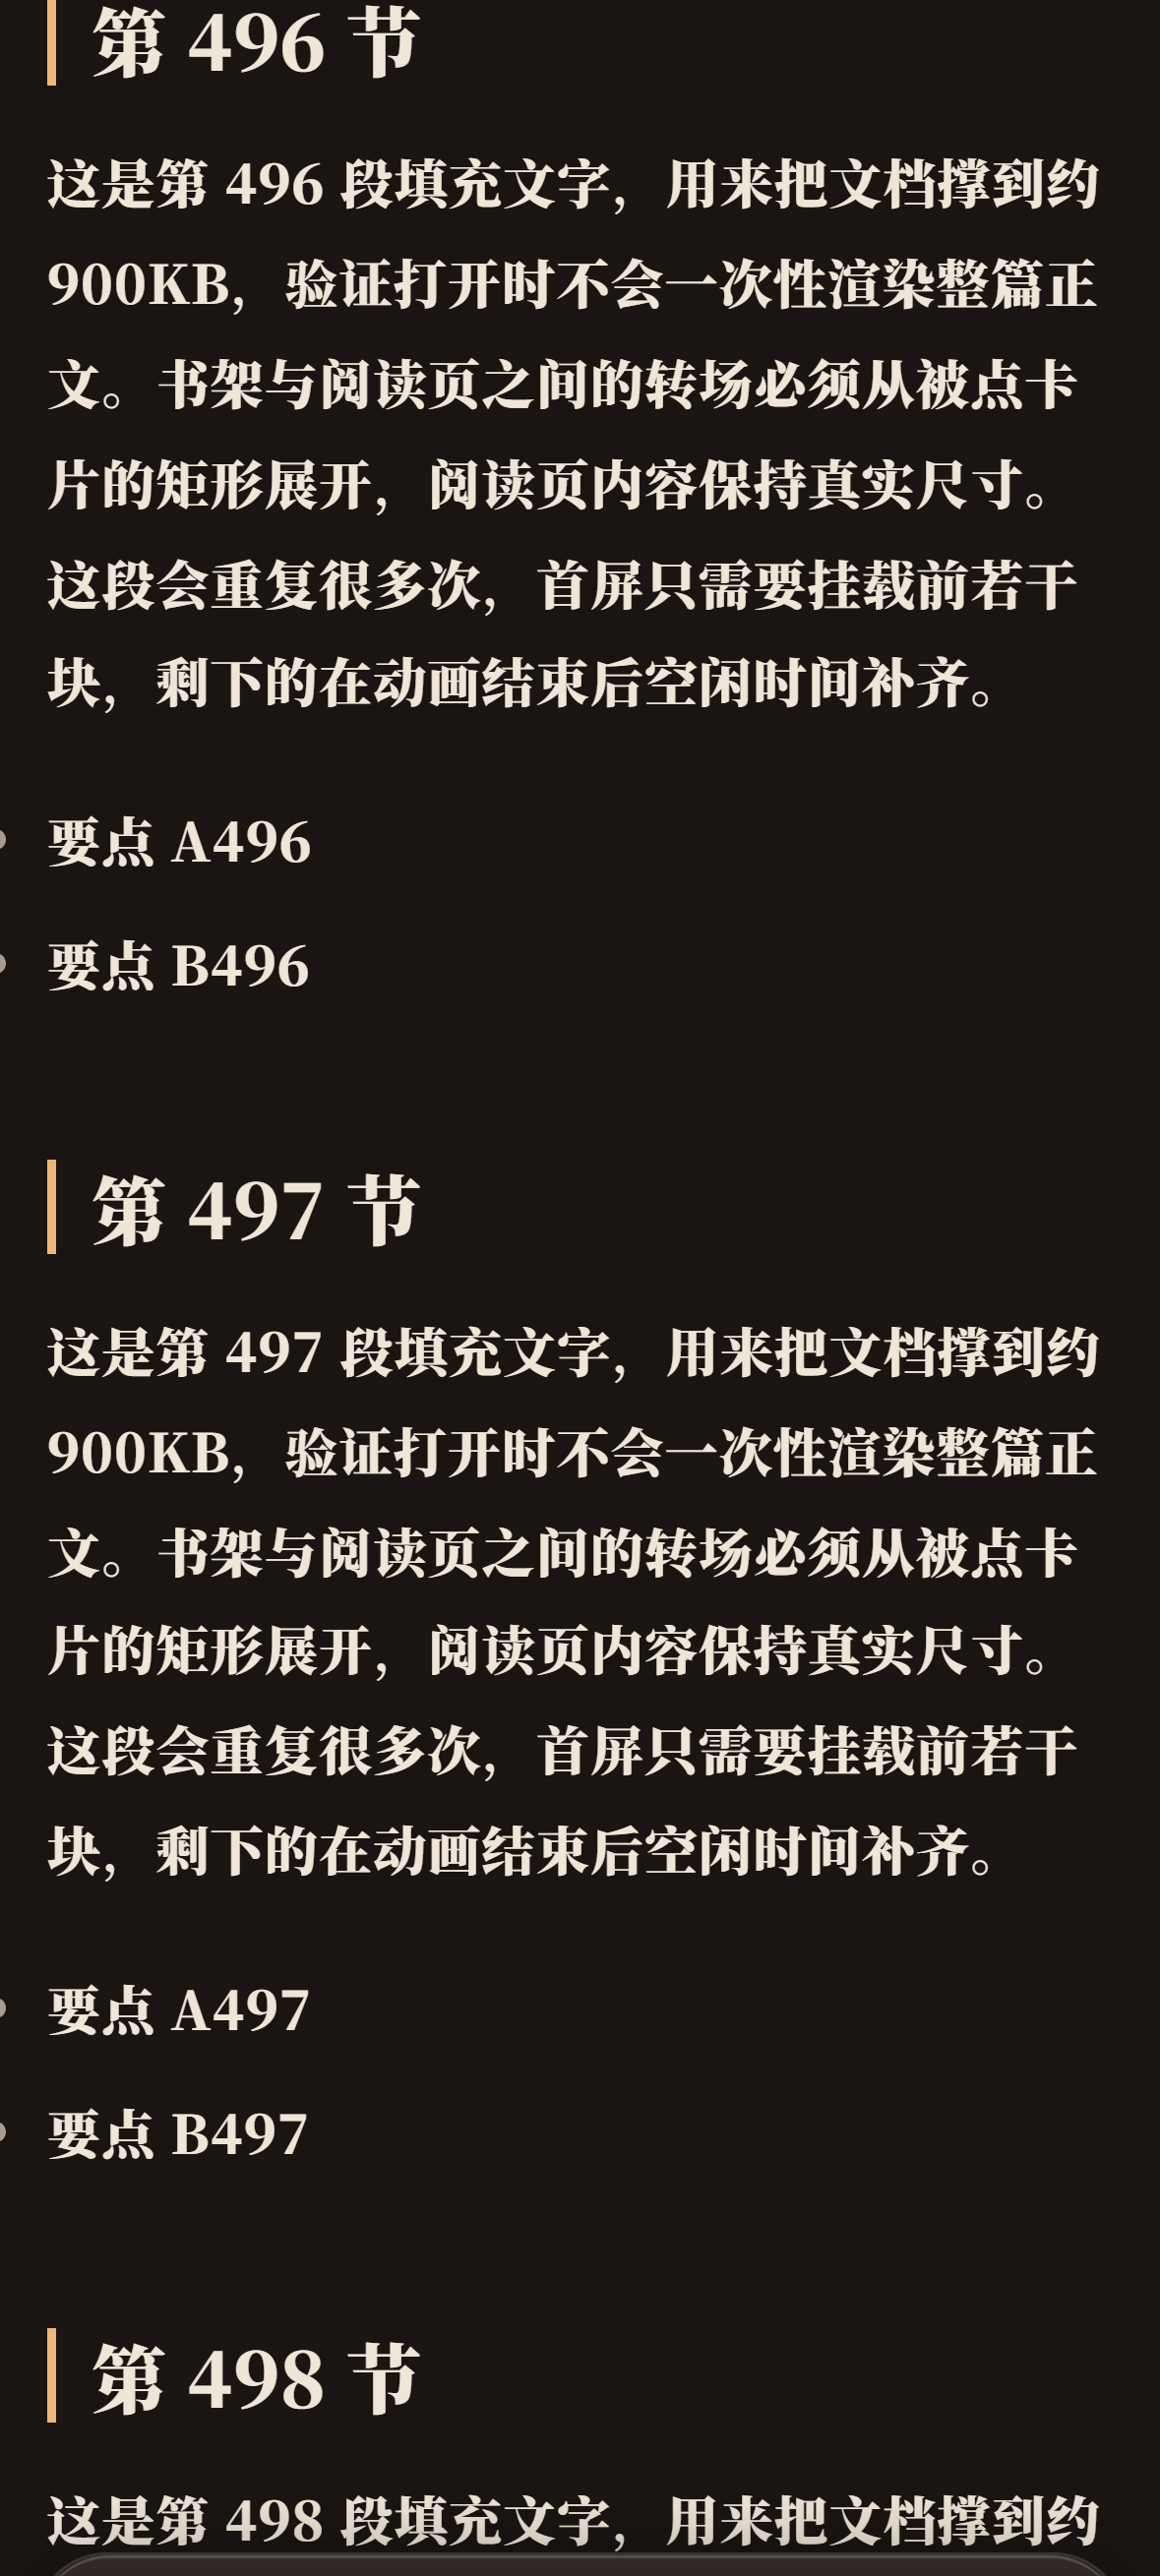 第 496 节
这是第 496 段填充文字，用来把文档撑到约
900KB，验证打开时不会一次性渲染整篇正
文。书架与阅读页之间的转场必须从被点卡
片的矩形展开，阅读页内容保持真实尺寸。
这段会重复很多次，首屏只需要挂载前若干
块，剩下的在动画结束后空闲时间补齐。
要点 A496
要点 B496
第 497 节
这是第 497 段填充文字，用来把文档撑到约
900KB，验证打开时不会一次性渲染整篇正
文。书架与阅读页之间的转场必须从被点卡
片的矩形展开，阅读页内容保持真实尺寸。
这段会重复很多次，首屏只需要挂载前若干
块，剩下的在动画结束后空闲时间补齐。
要点 A497
要点 B497
第 498 节
这是第 498 段填充文字，用来把文档撑到约